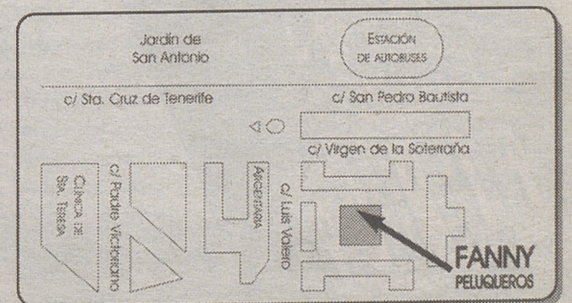 Jardín de
San Antonio
ESTACIÓN
DE AUTOBUSES
c/ Sta. Cruz de Tenerife
c/ San Pedro Bautista
c/ Virgen de la Soterraña
CLINICA DE
STA. TERESA
c/ Padre Victoriano
ARGENTARIA
c/ Luis Valero
FANNY
PELUQUEROS